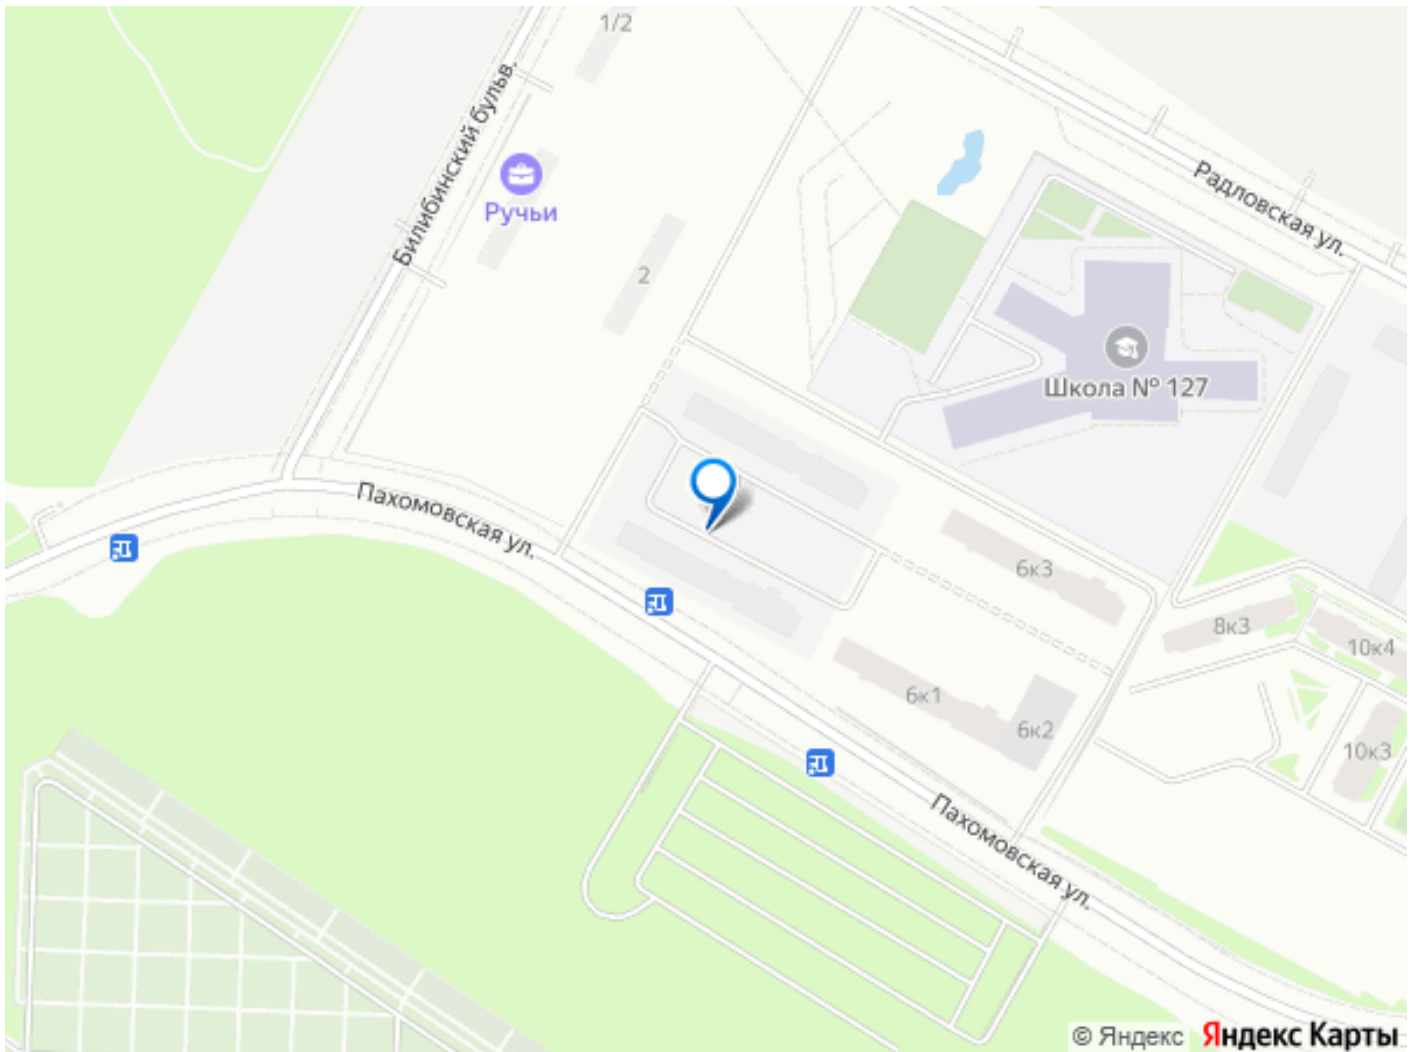 1/2
Билибинский бульв.
Ручьи
2
Радловская ул.
Школа № 127
Пахомовская ул.
6к3
8к3
10к4
6к1
6к2
10к3
Пахомовская ул.
© Яндекс Яндекс Карты